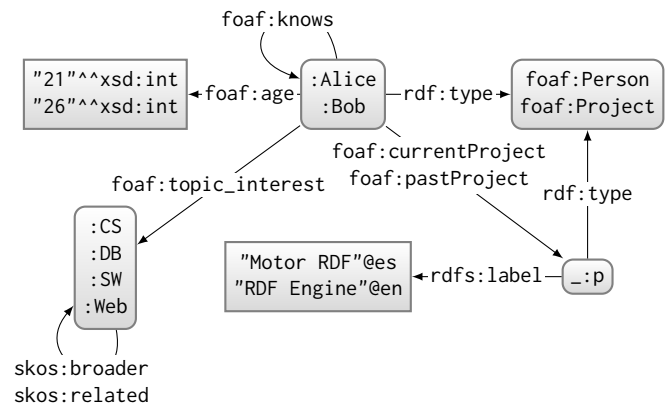 foaf:knows
"21"^^xsd:int
"26"^^xsd:int
foaf:age
:Alice
:Bob
rdf:type
foaf:Person
foaf:Project
foaf:currentProject
foaf:pastProject
foaf:topic_interest
rdf:type
:CS
:DB
:SW
:Web
"Motor RDF"@es
"RDF Engine"@en
rdfs:label
_:p
skos:broader
skos:related